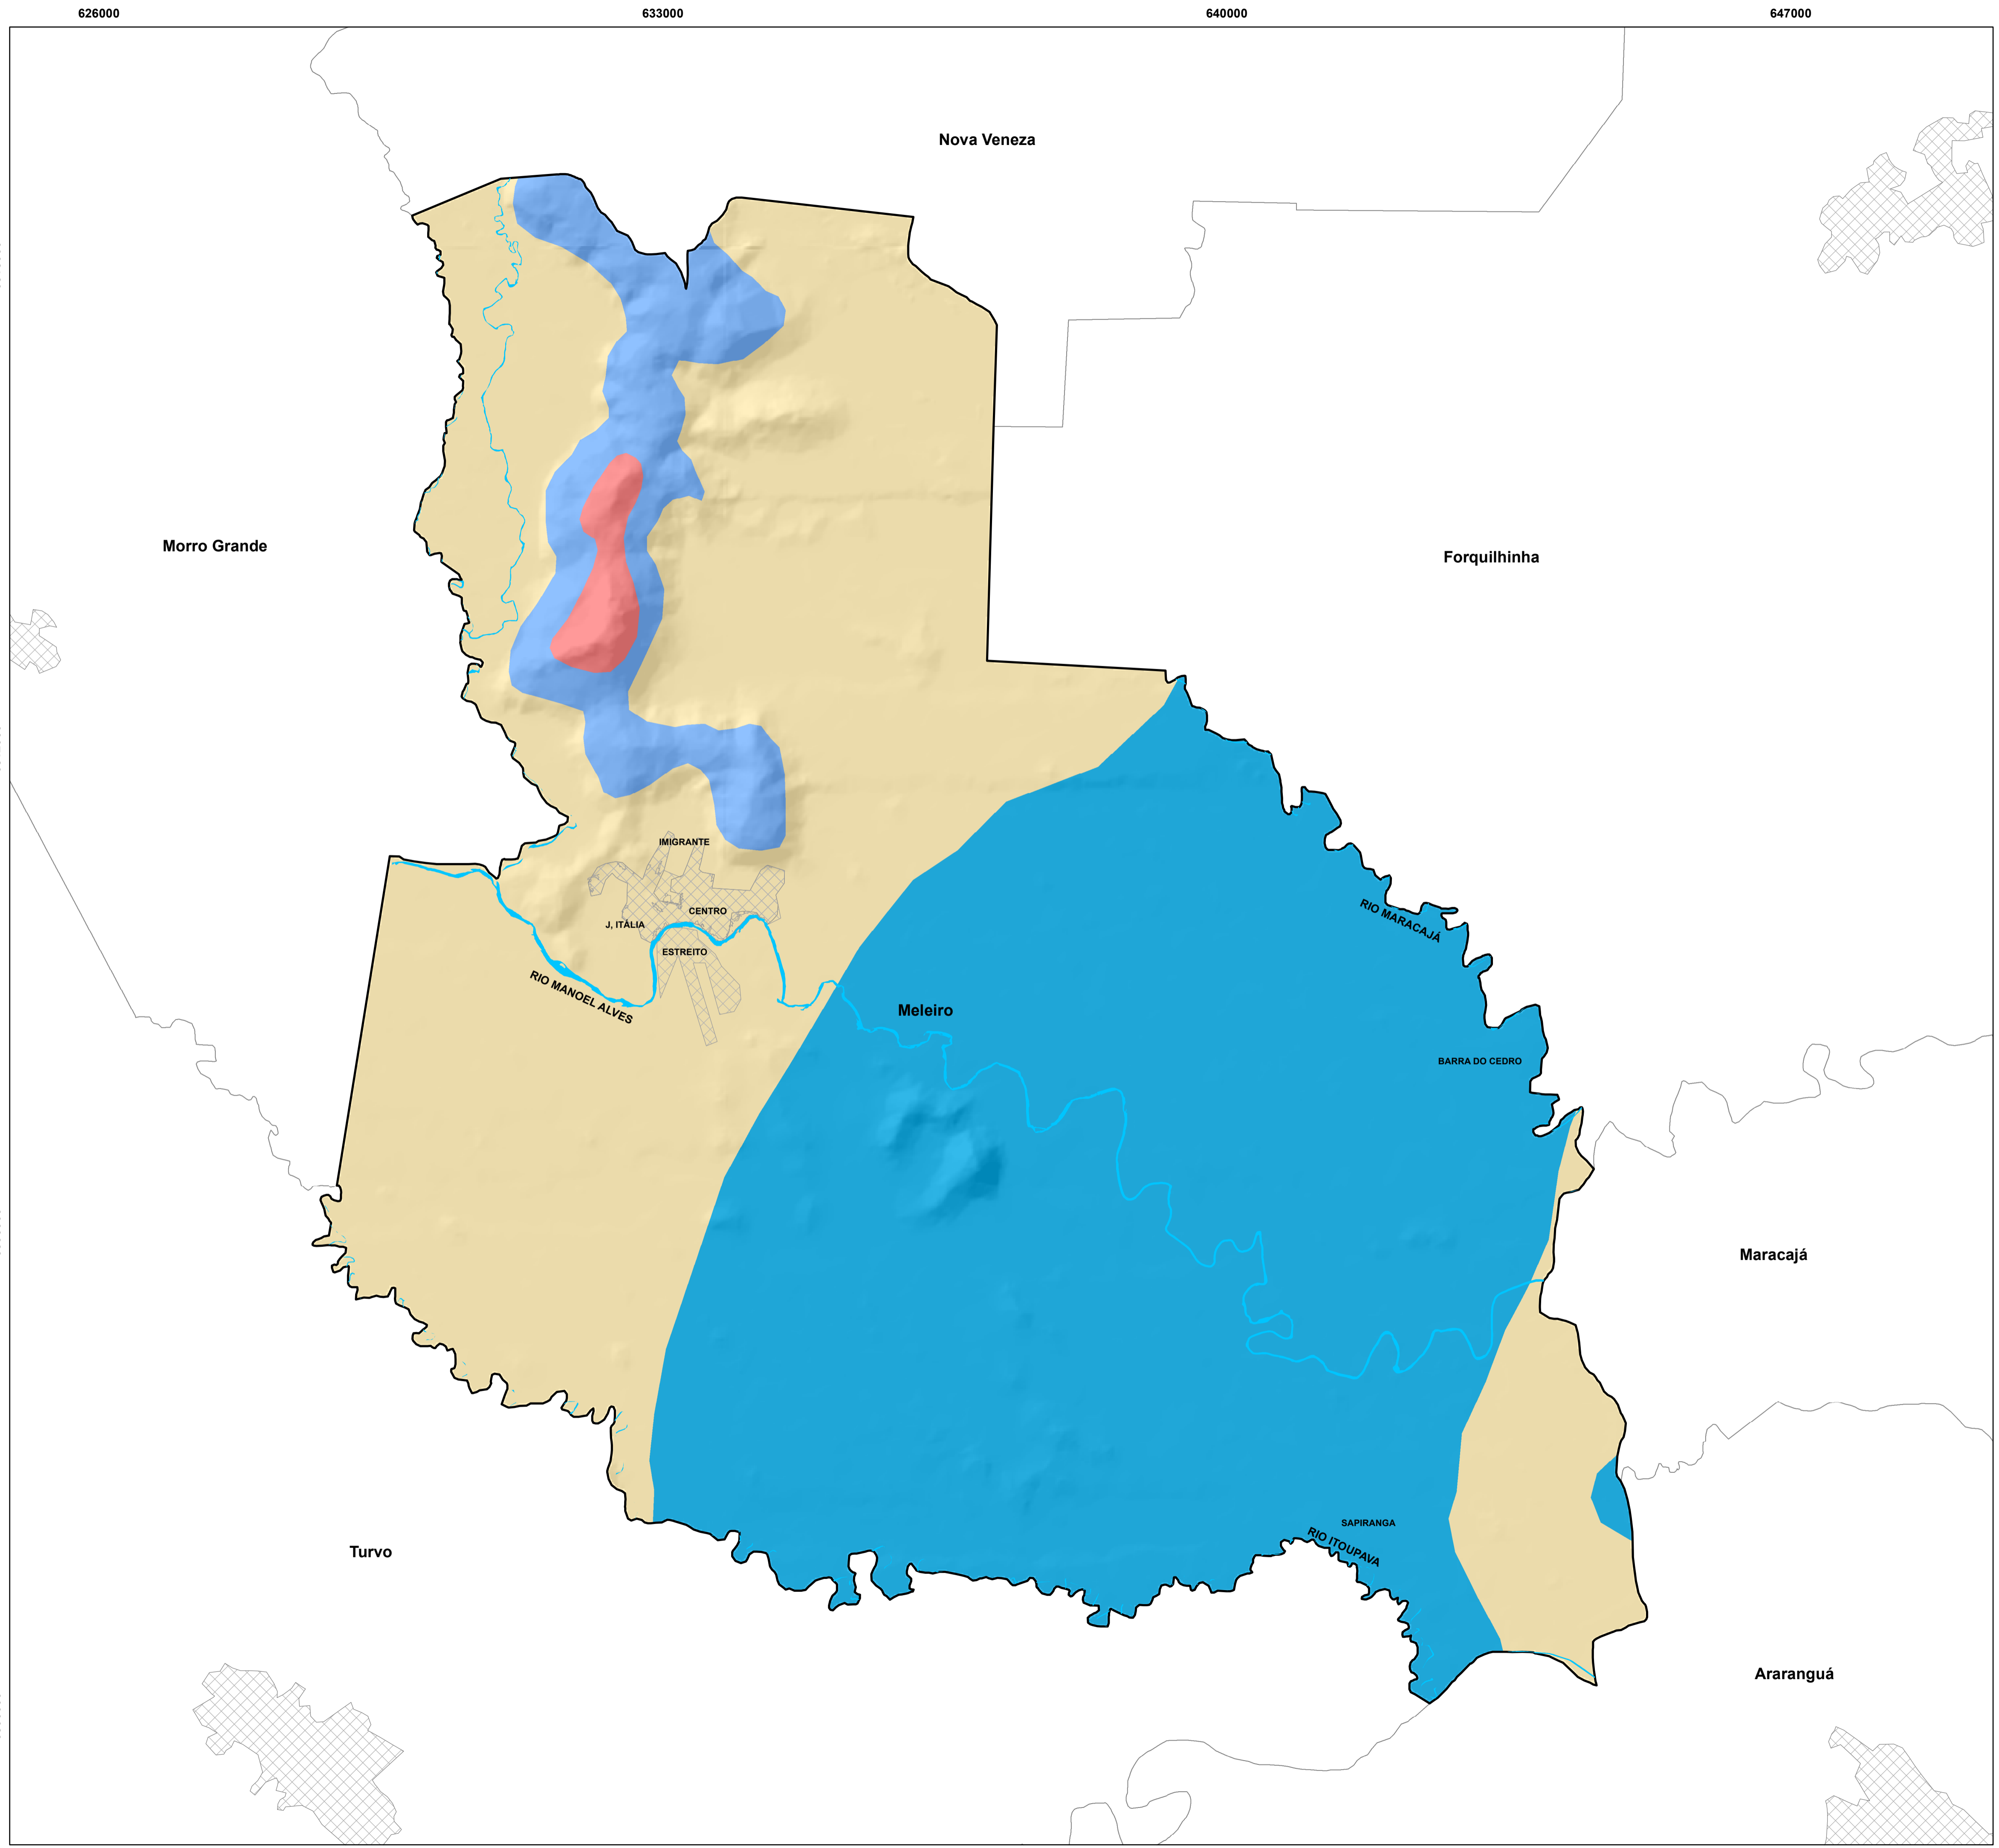 626000 633000 640000 647000
Nova Veneza
Morro Grande
Forquilhinha
IMIGRANTE
CENTRO
J, ITÁLIA
ESTREITO
RIO MARACAJÁ
RIO MANOEL ALVES
Meleiro
BARRA DO CEDRO
Maracajá
SAPIRANGA
RIO ITOUPAVA
Turvo
Araranguá